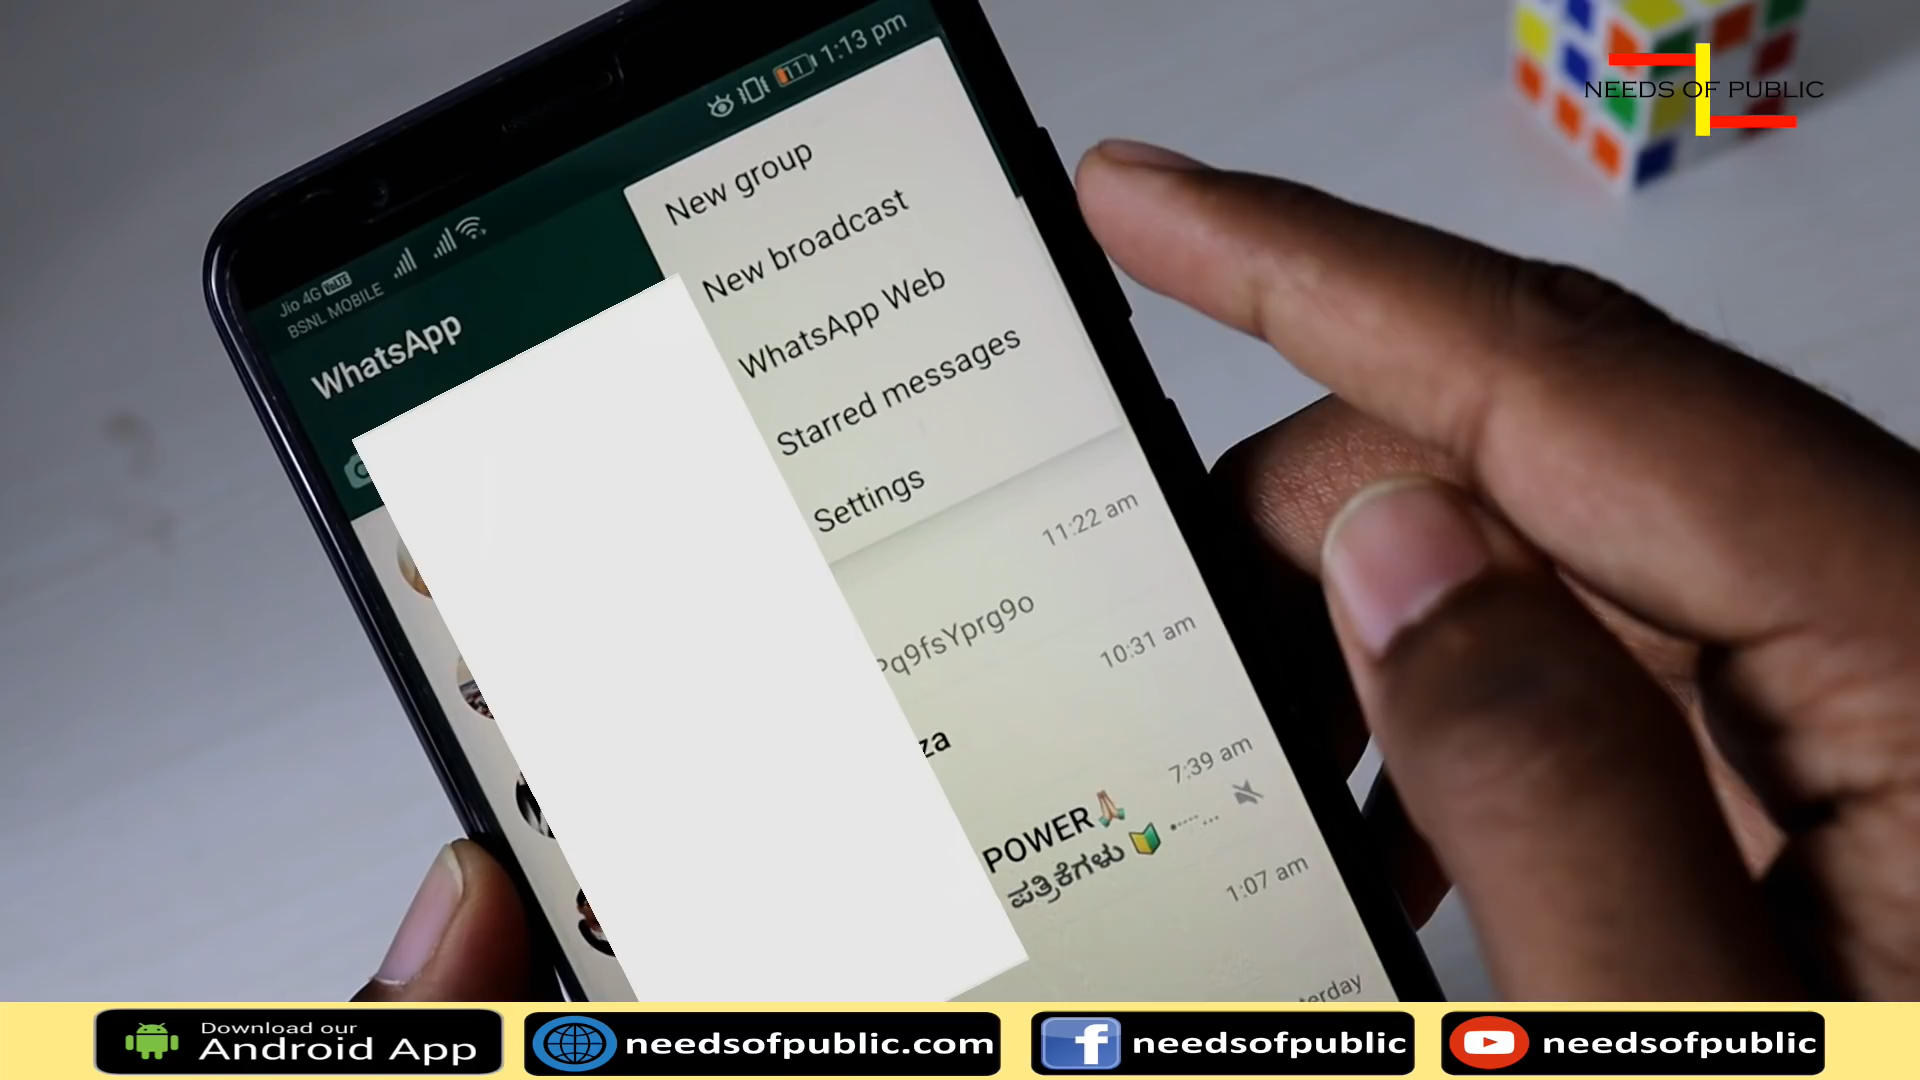 NEEDS OF PUBLIC
11 1:13 pm
Jio 4G VoLTE
BSNL MOBILE
WhatsApp
New group
New broadcast
WhatsApp Web
Starred messages
Settings
11:22 am
Pq9fsYprg9o
10:31 am
za
7:39 am
POWER🙏
ಪತ್ರಿಕೆಗಳು 🔰 •┈┈...
1:07 am
terday
Download our
Android App
needsofpublic.com
needsofpublic
needsofpublic